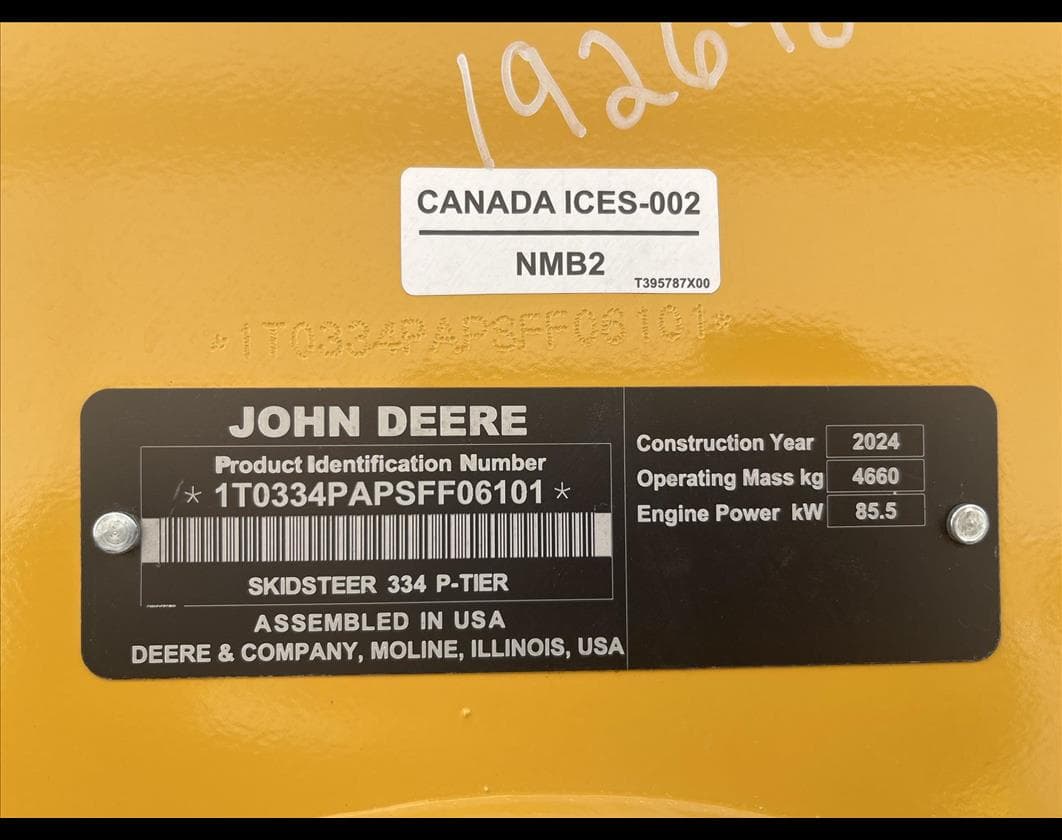 CANADA ICES-002
NMB2
T395787X00
*1T0334PAPSFF06101*
JOHN DEERE
Product Identification Number
* 1T0334PAPSFF06101 *
SKIDSTEER 334 P-TIER
ASSEMBLED IN USA
DEERE & COMPANY, MOLINE, ILLINOIS, USA
Construction Year 2024
Operating Mass kg 4660
Engine Power kW 85.5